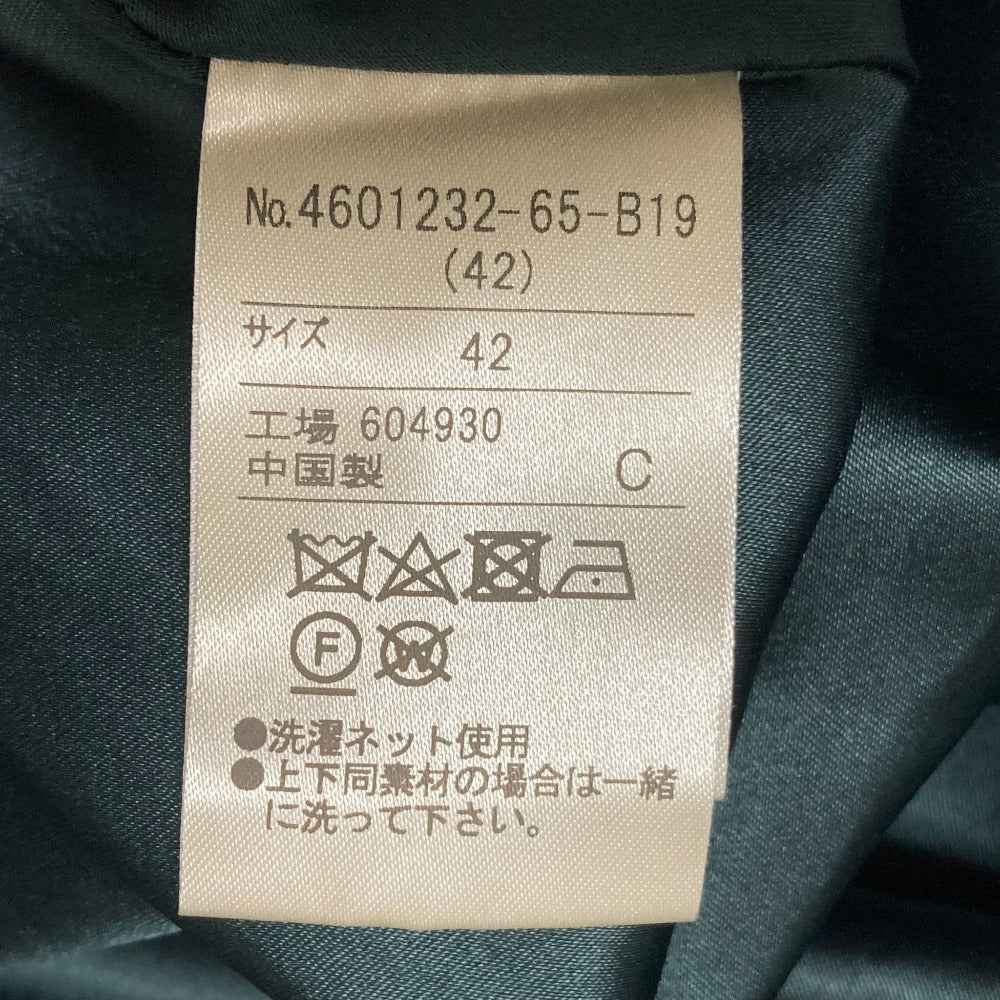 No.4601232-65-B19
(42)
サイズ 42
工場 604930
中国製 C
F W
●洗濯ネット使用
●上下同素材の場合は一緒
に洗って下さい。